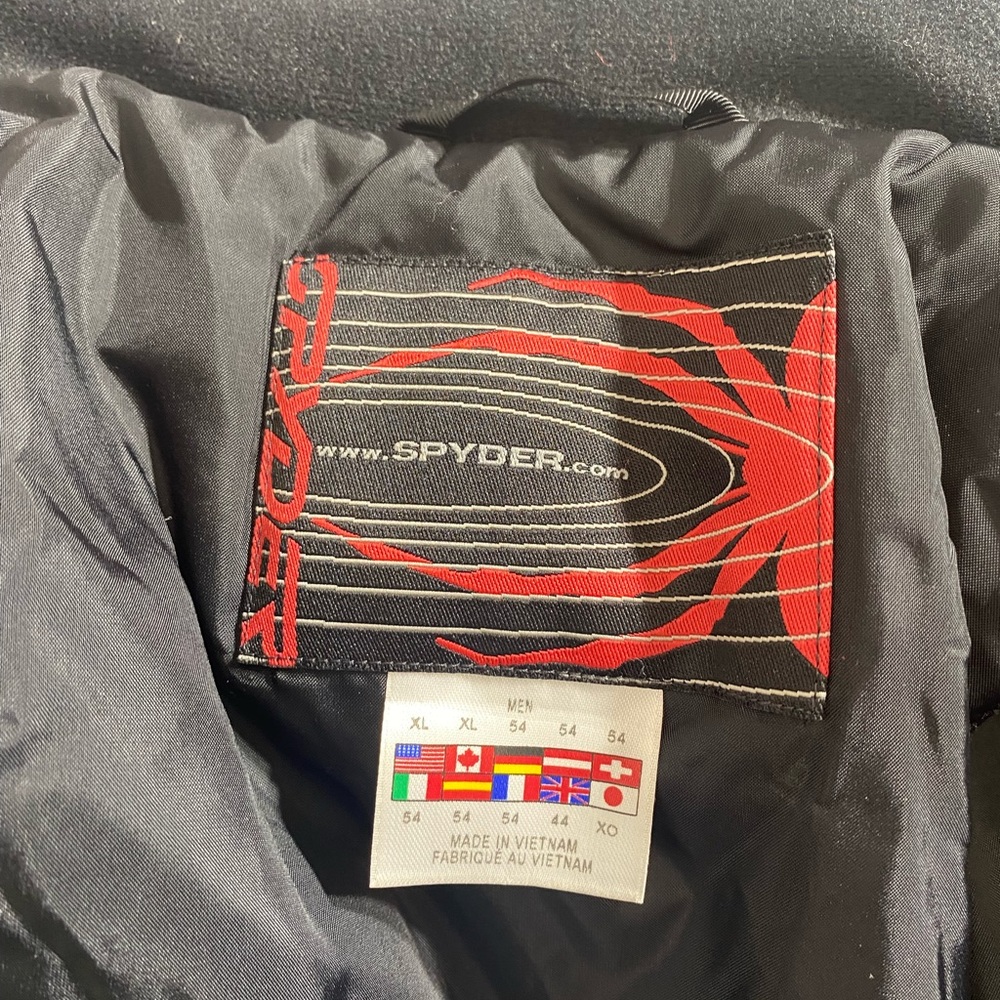 SPYDER
www.SPYDER.com
MEN
XL XL 54 54 54
54 54 54 44 XO
MADE IN VIETNAM
FABRIQUÉ AU VIETNAM